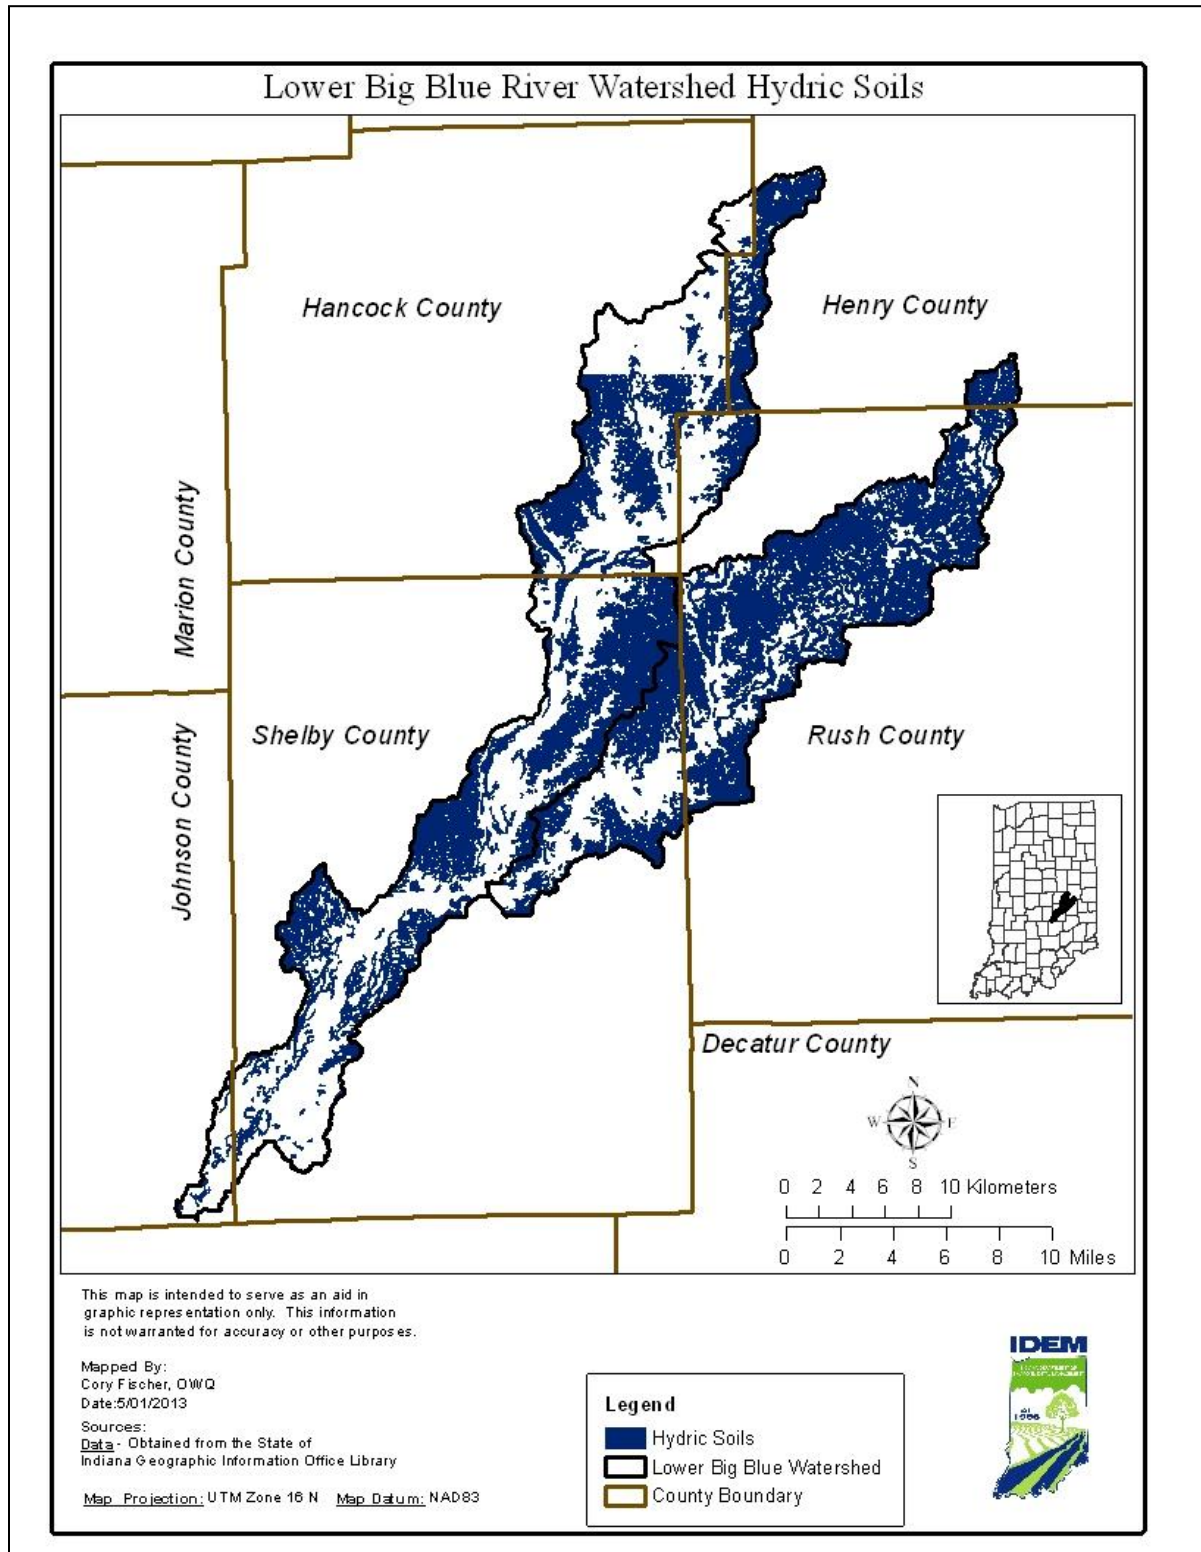 Lower Big Blue River Watershed Hydric Soils
Hancock County
Henry County
Marion County
Shelby County
Rush County
Johnson County
Decatur County
N
W E
S
0 2 4 6 8 10 Kilometers
0 2 4 6 8 10 Miles
This map is intended to serve as an aid in
graphic representation only. This information
is not warranted for accuracy or other purposes.
Mapped By:
Cory Fischer, OWQ
Date:5/01/2013
Sources:
Data - Obtained from the State of
Indiana Geographic Information Office Library
Map Projection: UTM Zone 16 N Map Datum: NAD83
Legend
Hydric Soils
Lower Big Blue Watershed
County Boundary
IDEM
1986